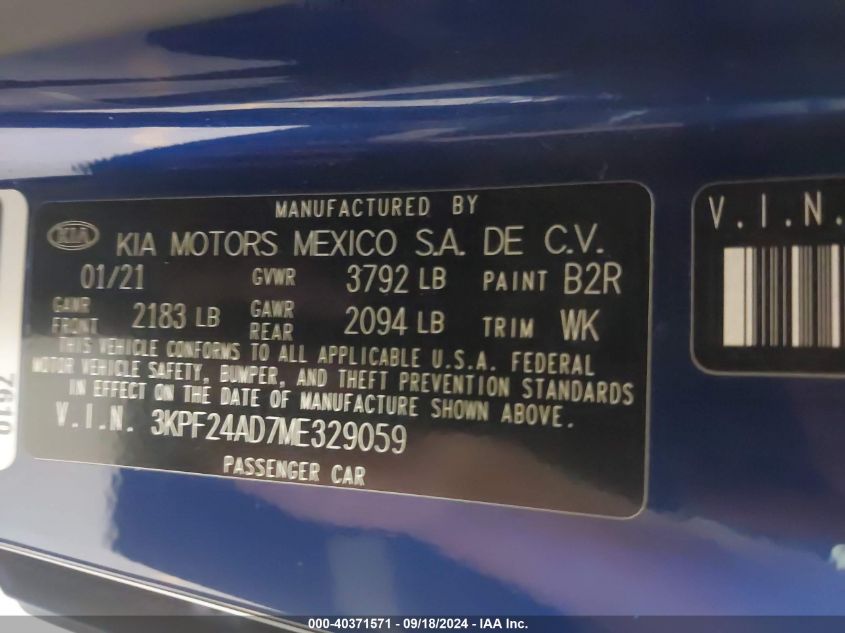 MANUFACTURED BY
KIA KIA MOTORS MEXICO S.A. DE C.V.
01/21 GVWR 3792 LB PAINT B2R
GAWR FRONT 2183 LB GAWR REAR 2094 LB TRIM WK
THIS VEHICLE CONFORMS TO ALL APPLICABLE U.S.A. FEDERAL
MOTOR VEHICLE SAFETY, BUMPER, AND THEFT PREVENTION STANDARDS
IN EFFECT ON THE DATE OF MANUFACTURE SHOWN ABOVE.
V.I.N. 3KPF24AD7ME329059
PASSENGER CAR
V.I.N.
7610
000-40371571 - 09/18/2024 - IAA Inc.